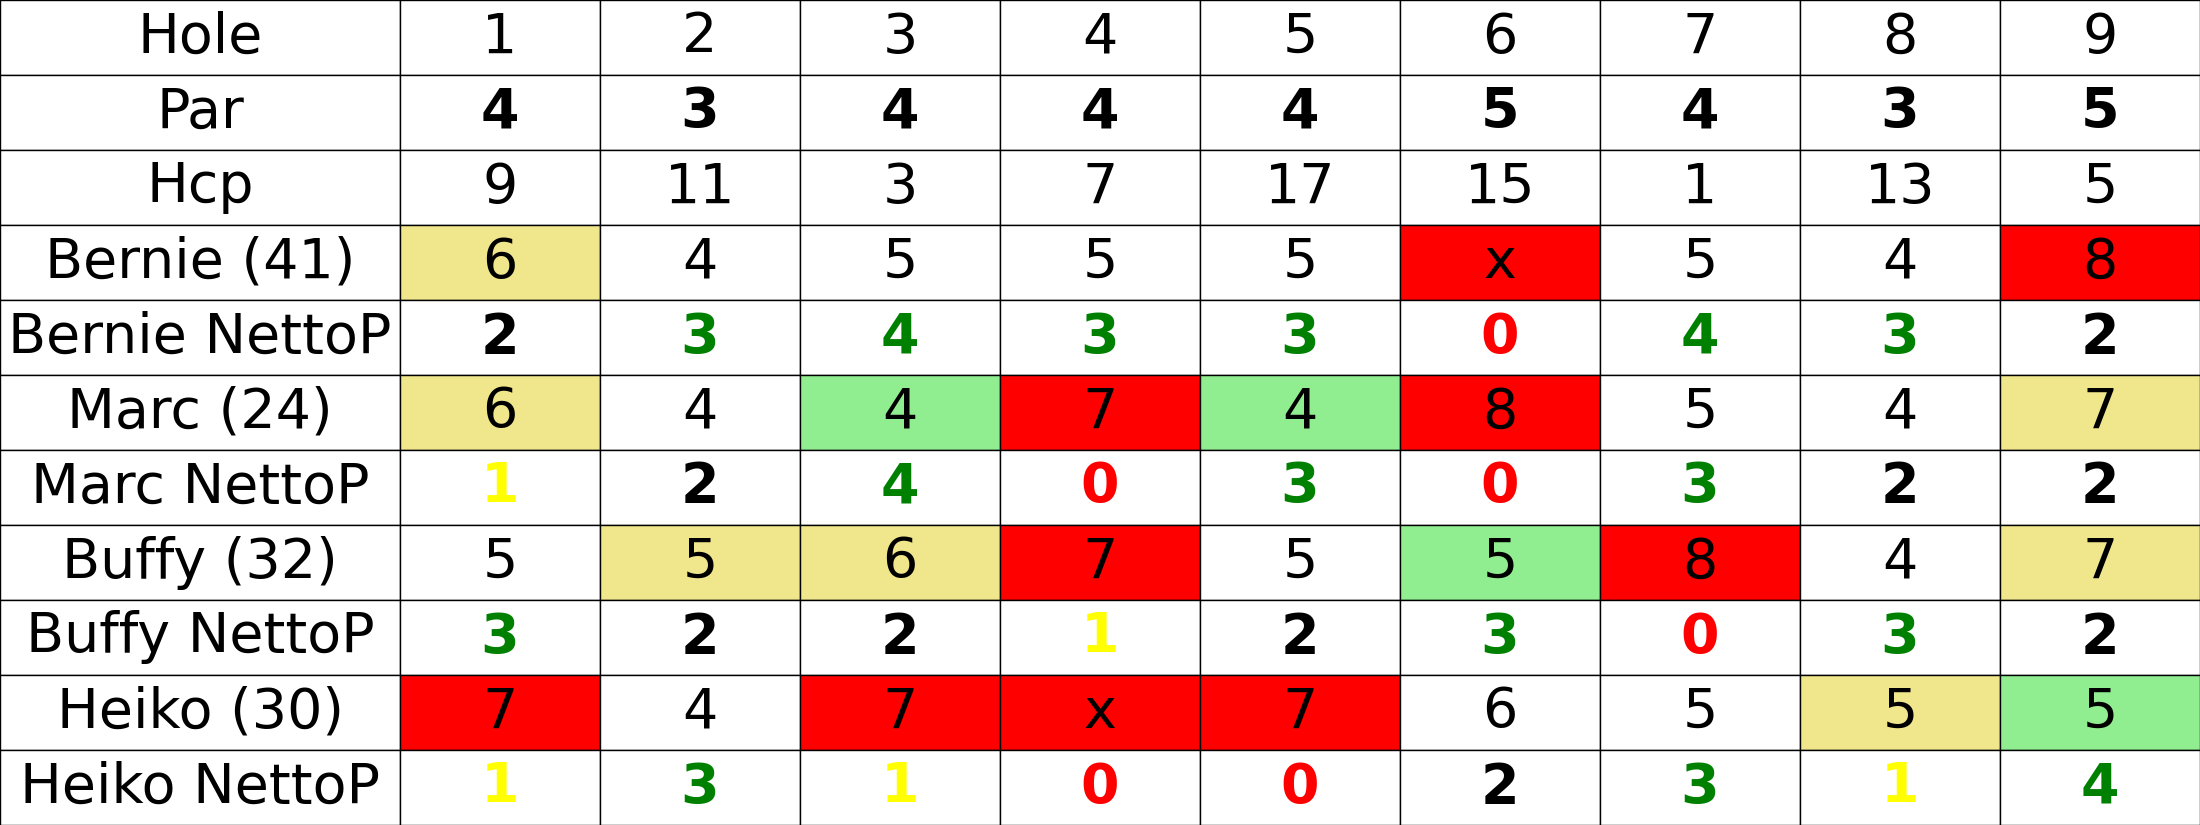 Hole 1 2 3 4 5 6 7 8 9
Par 4 3 4 4 4 5 4 3 5
Hcp 9 11 3 7 17 15 1 13 5
Bernie (41) 6 4 5 5 5 x 5 4 8
Bernie NettoP 2 3 4 3 3 0 4 3 2
Marc (24) 6 4 4 7 4 8 5 4 7
Marc NettoP 1 2 4 0 3 0 3 2 2
Buffy (32) 5 5 6 7 5 5 8 4 7
Buffy NettoP 3 2 2 1 2 3 0 3 2
Heiko (30) 7 4 7 x 7 6 5 5 5
Heiko NettoP 1 3 1 0 0 2 3 1 4